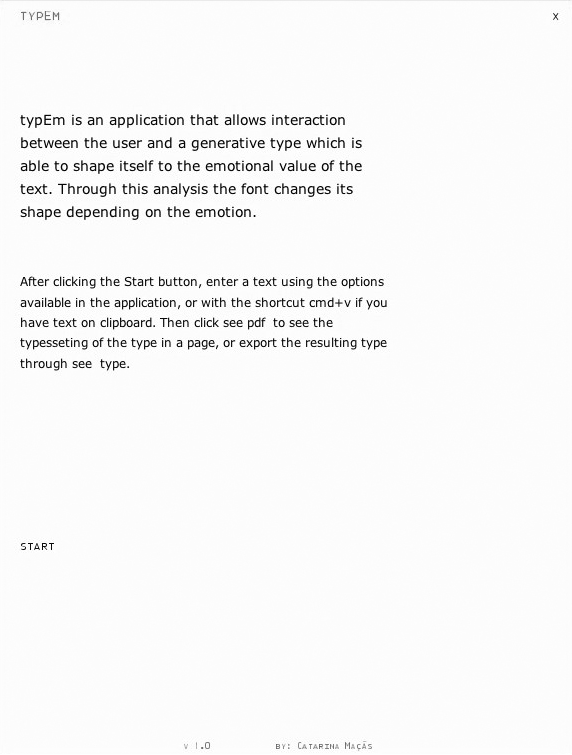 TYPEM
X
typEm is an application that allows interaction
between the user and a generative type which is
able to shape itself to the emotional value of the
text. Through this analysis the font changes its
shape depending on the emotion.
After clicking the Start button, enter a text using the options
available in the application, or with the shortcut cmd+v if you
have text on clipboard. Then click see pdf to see the
typesseting of the type in a page, or export the resulting type
through see type.
START
v 1.0
BY: CATARINA MAÇÃS